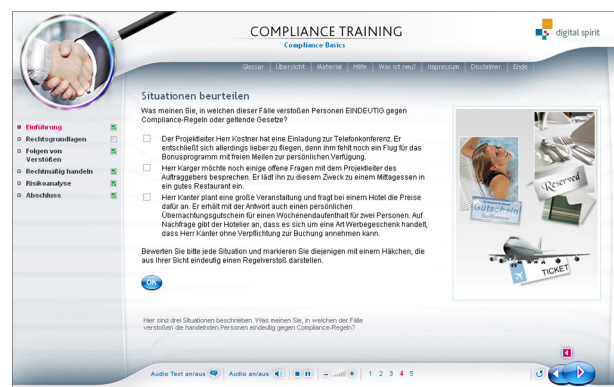 COMPLIANCE TRAINING
Compliance Basics
digital spirit
Glossar | Übersicht | Material | Hilfe | Was ist neu? | Impressum | Disclaimer | Ende
Einführung
Rechtsgrundlagen
Folgen von
Verstößen
Rechtmäßig handeln
Risikoanalyse
Abschluss
Situationen beurteilen
Was meinen Sie, in welchen dieser Fälle verstoßen Personen EINDEUTIG gegen
Compliance-Regeln oder geltende Gesetze?
Der Projektleiter Herr Kostner hat eine Einladung zur Telefonkonferenz. Er
entschließt sich allerdings lieber zu fliegen, denn ihm fehlt noch ein Flug für das
Bonusprogramm mit freien Meilen zur persönlichen Verfügung.
Herr Karger möchte noch einige offene Fragen mit dem Projektleiter des
Auftraggebers besprechen. Er lädt ihn zu diesem Zweck zu einem Mittagessen in
ein gutes Restaurant ein.
Herr Kanter plant eine große Veranstaltung und fragt bei einem Hotel die Preise
dafür an. Er erhält mit der Antwort auch einen persönlichen
Übernachtungsgutschein für einen Wochenendaufenthalt für zwei Personen. Auf
Nachfrage gibt der Hotelier an, dass es sich um eine Art Werbegeschenk handelt,
dass Herr Kanter ohne Verpflichtung zur Buchung annehmen kann.
Bewerten Sie bitte jede Situation und markieren Sie diejenigen mit einem Häkchen, die
aus Ihrer Sicht eindeutig einen Regelverstoß darstellen.
OK
Reserved
Gutschein
TICKET
Hier sind drei Situationen beschrieben. Was meinen Sie, in welchen der Fälle
verstoßen die handelnden Personen eindeutig gegen Compliance-Regeln?
Audio Text an/aus | Audio an/aus | 1 2 3 4 5